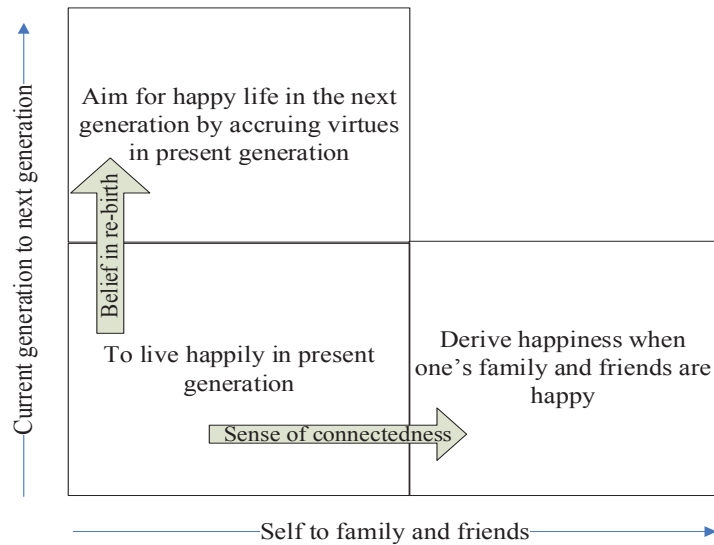 Current generation to next generation
Aim for happy life in the next
generation by accruing virtues
in present generation
Belief in re-birth
To live happily in present
generation
Derive happiness when
one’s family and friends are
happy
Sense of connectedness
Self to family and friends